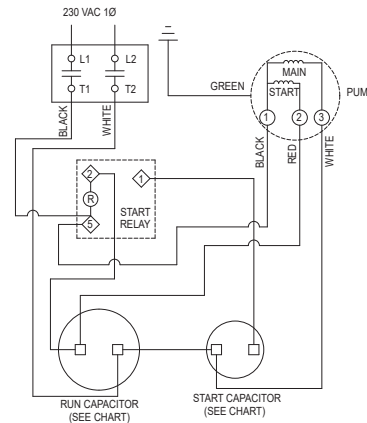 230 VAC 1Ø
L1
L2
T1
T2
BLACK
WHITE
GREEN
MAIN
START
PUM
1
2
3
BLACK
RED
WHITE
2
R
5
1
START
RELAY
RUN CAPACITOR
(SEE CHART)
START CAPACITOR
(SEE CHART)